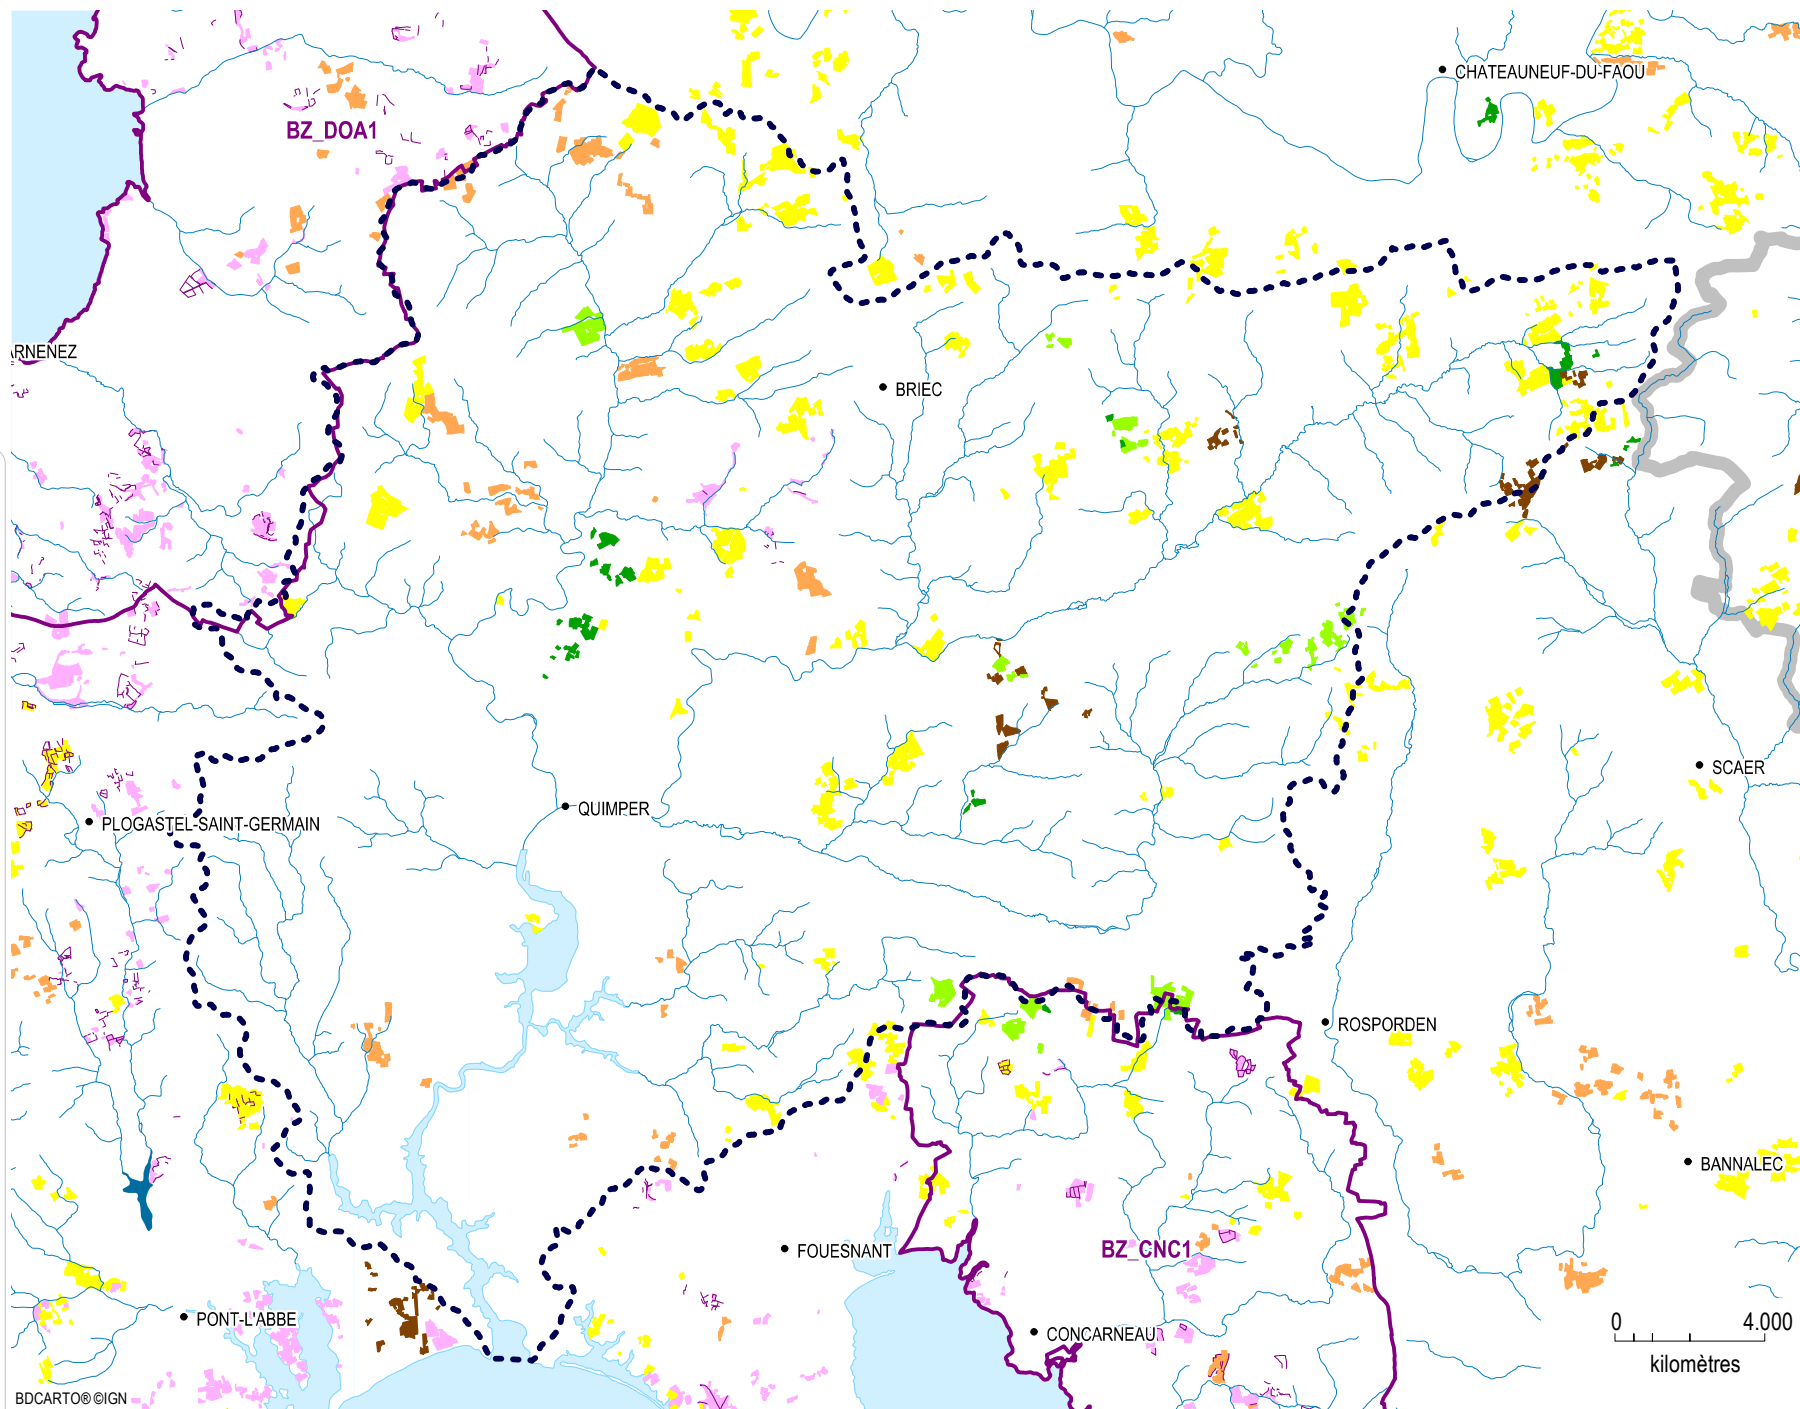 CHATEAUNEUF-DU-FAOU
BZ_DOA1
ARNENEZ
BRIEC
SCAER
QUIMPER
PLOGASTEL-SAINT-GERMAIN
ROSPORDEN
BANNALEC
FOUESNANT
BZ_CNC1
PONT-L'ABBE
CONCARNEAU
0 4.000
kilomètres
BDCARTO® ©IGN